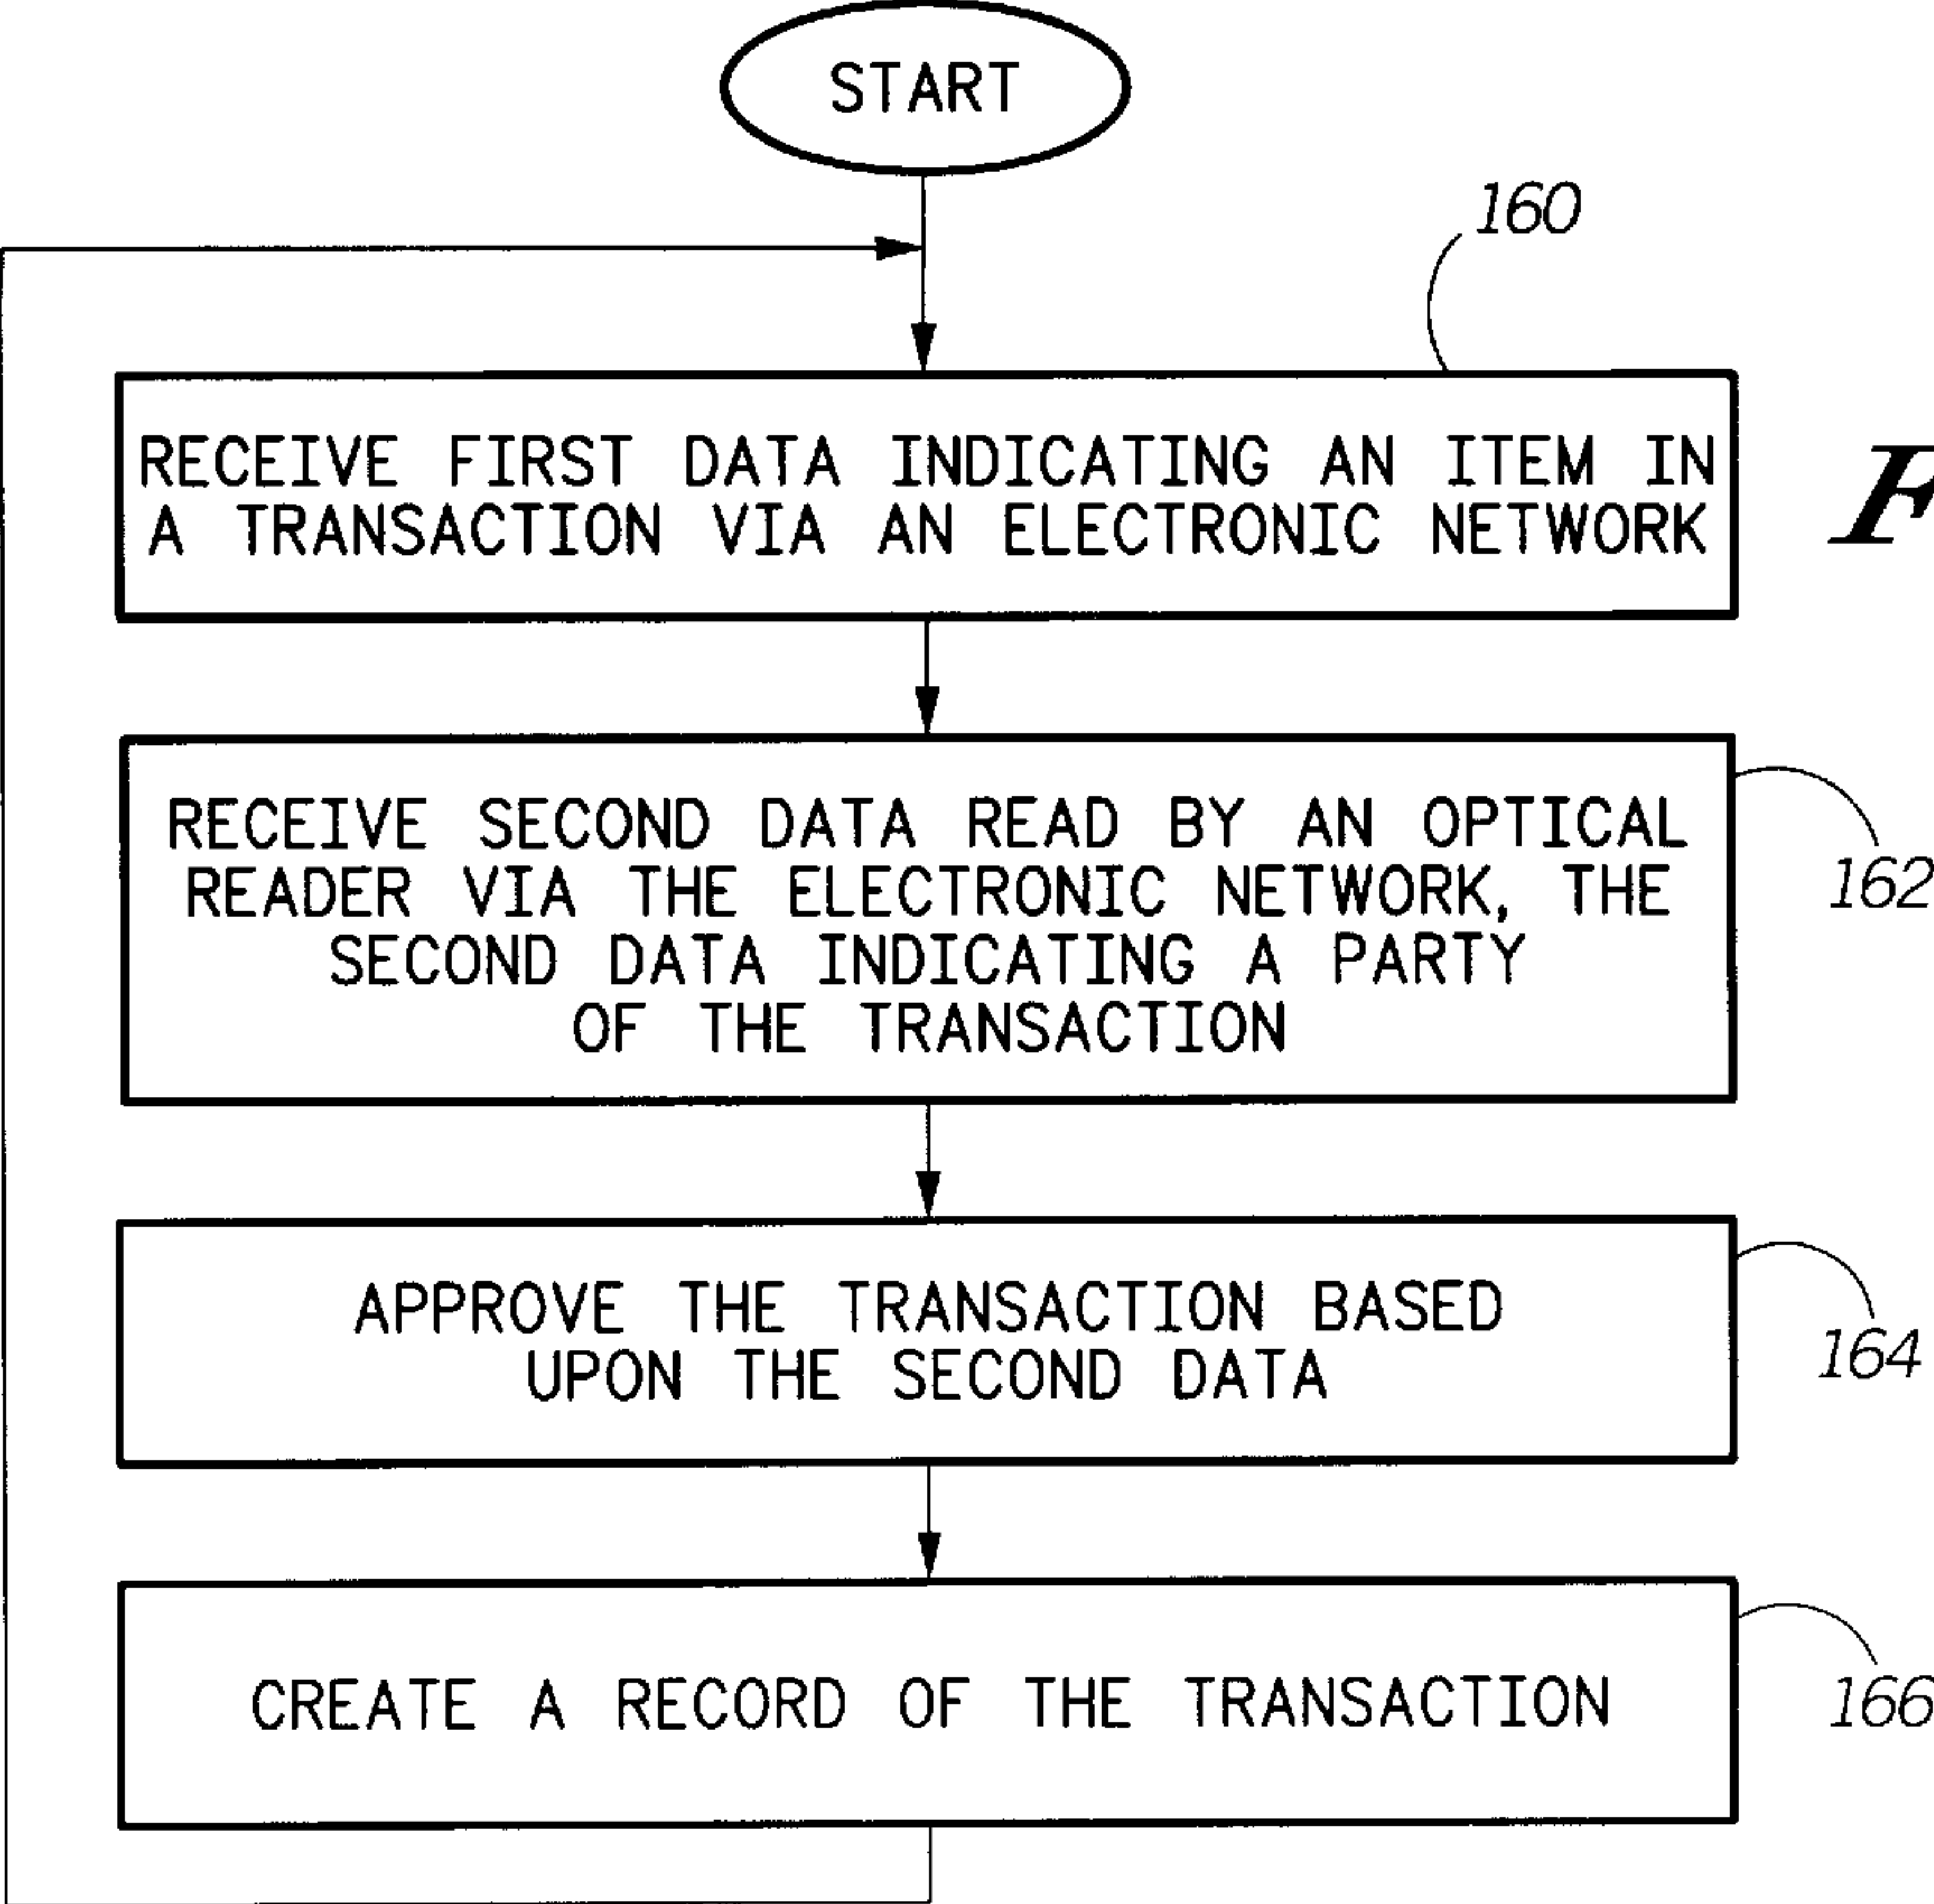 START
160
RECEIVE FIRST DATA INDICATING AN ITEM IN
A TRANSACTION VIA AN ELECTRONIC NETWORK
F
RECEIVE SECOND DATA READ BY AN OPTICAL
READER VIA THE ELECTRONIC NETWORK, THE
SECOND DATA INDICATING A PARTY
OF THE TRANSACTION
162
APPROVE THE TRANSACTION BASED
UPON THE SECOND DATA
164
CREATE A RECORD OF THE TRANSACTION
166